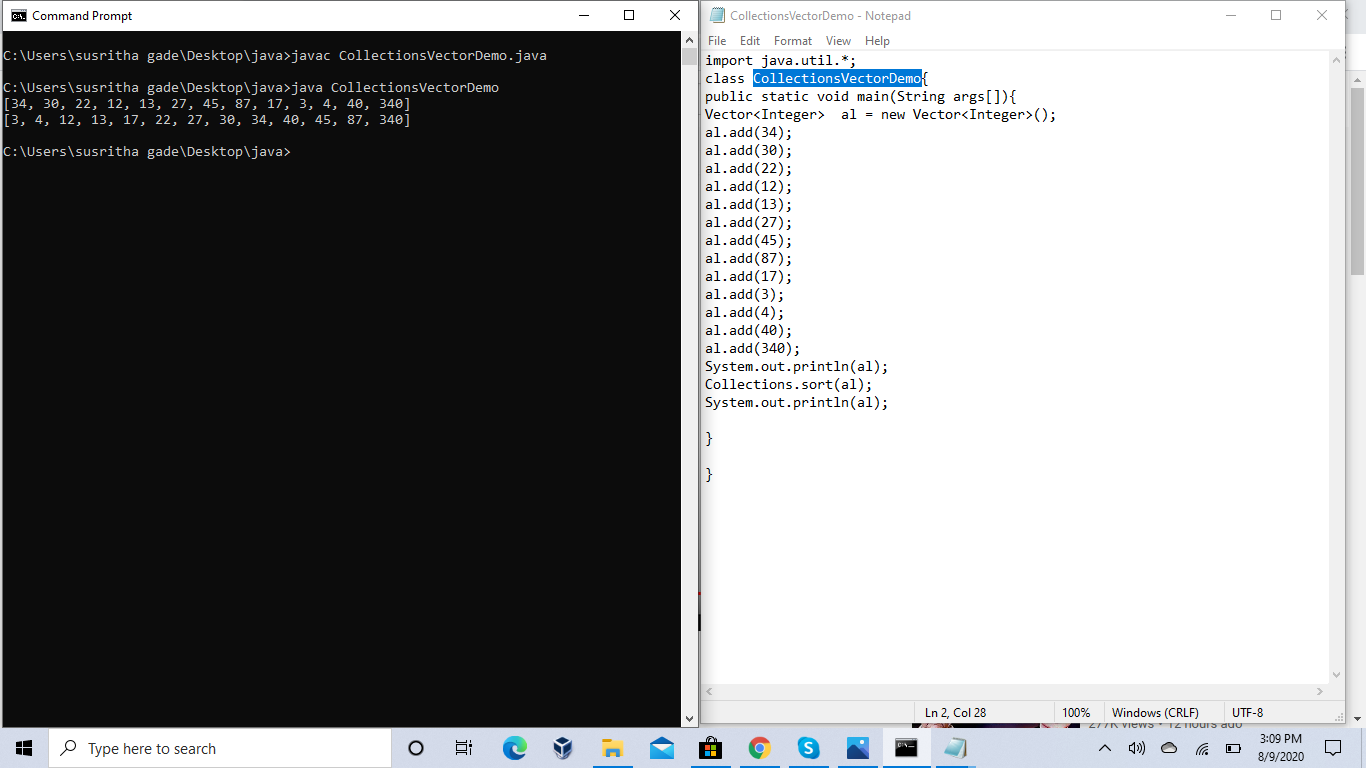 Command Prompt
C:\Users\susritha gade\Desktop\java>javac CollectionsVectorDemo.java
C:\Users\susritha gade\Desktop\java>java CollectionsVectorDemo
[34, 30, 22, 12, 13, 27, 45, 87, 17, 3, 4, 40, 340]
[3, 4, 12, 13, 17, 22, 27, 30, 34, 40, 45, 87, 340]
C:\Users\susritha gade\Desktop\java>
CollectionsVectorDemo - Notepad
File Edit Format View Help
import java.util.*;
class CollectionsVectorDemo{
public static void main(String args[]){
Vector<Integer>  al = new Vector<Integer>();
al.add(34);
al.add(30);
al.add(22);
al.add(12);
al.add(13);
al.add(27);
al.add(45);
al.add(87);
al.add(17);
al.add(3);
al.add(4);
al.add(40);
al.add(340);
System.out.println(al);
Collections.sort(al);
System.out.println(al);
}
}
Ln 2, Col 28 100% Windows (CRLF) UTF-8
277K views • 12 hours ago
Type here to search
3:09 PM
8/9/2020